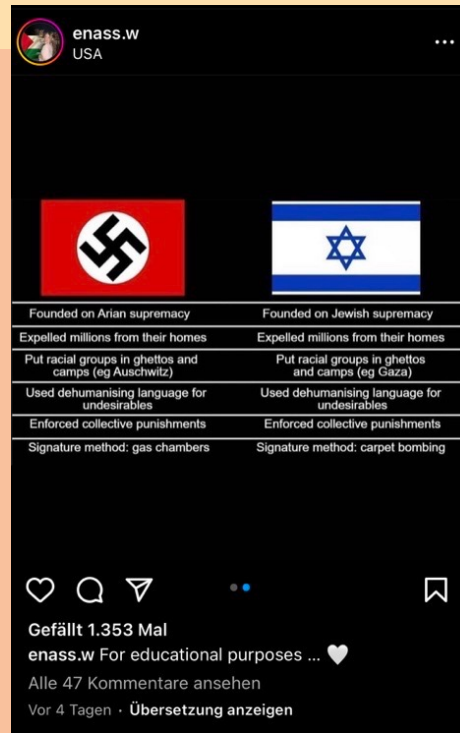 enass.w
USA
Founded on Arian supremacy
Founded on Jewish supremacy
Expelled millions from their homes
Expelled millions from their homes
Put racial groups in ghettos and
camps (eg Auschwitz)
Put racial groups in ghettos
and camps (eg Gaza)
Used dehumanising language for
undesirables
Used dehumanising language for
undesirables
Enforced collective punishments
Enforced collective punishments
Signature method: gas chambers
Signature method: carpet bombing
Gefällt 1.353 Mal
enass.w For educational purposes ... 🤍
Alle 47 Kommentare ansehen
Vor 4 Tagen · Übersetzung anzeigen